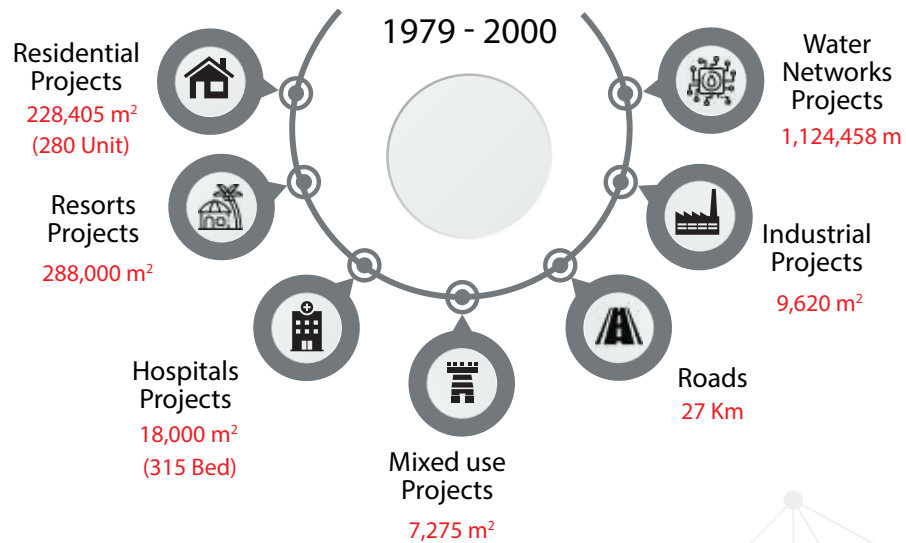 1979 - 2000
Residential
Projects
228,405 m²
(280 Unit)
Resorts
Projects
288,000 m²
Hospitals
Projects
18,000 m²
(315 Bed)
Mixed use
Projects
7,275 m²
Roads
27 Km
Industrial
Projects
9,620 m²
Water
Networks
Projects
1,124,458 m